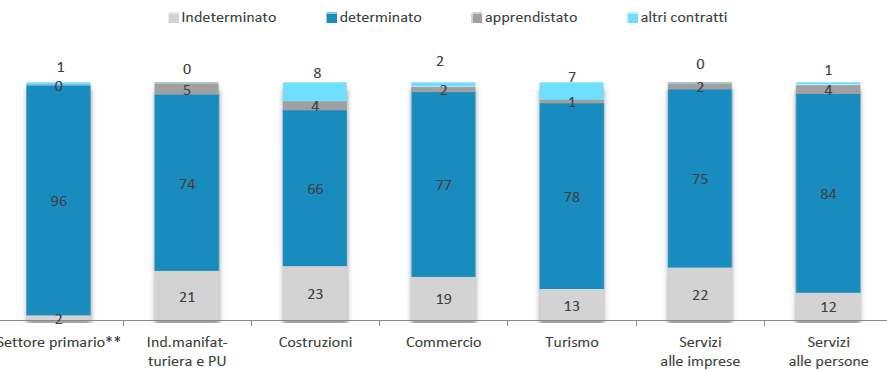 Indeterminato determinato apprendistato altri contratti
1 0 8 2 7 0 1
0 5 4 2 1 2 4
96 74 66 77 78 75 84
2 21 23 19 13 22 12
Settore primario** Ind.manifat- Costruzioni Commercio Turismo Servizi Servizi
turiera e PU alle imprese alle persone